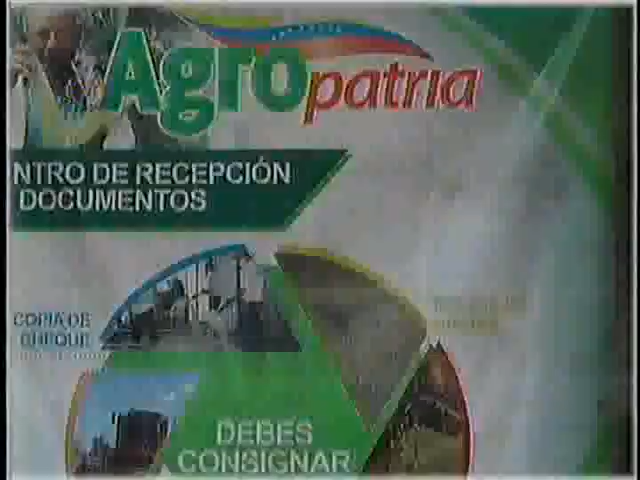 Agropatria
NTRO DE RECEPCIÓN
DOCUMENTOS
COPIA DE
CHEQUE
DEBES
CONSIGNAR